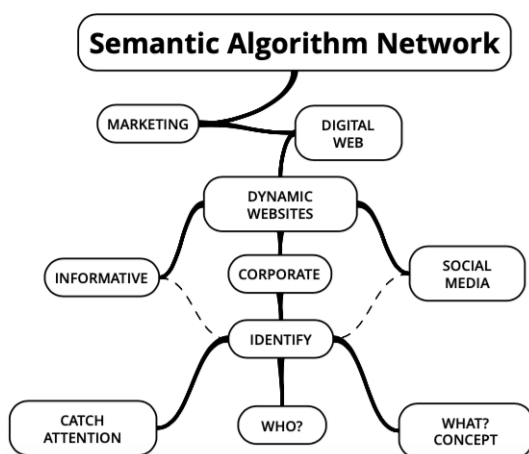 Semantic Algorithm Network
MARKETING
DIGITAL
WEB
DYNAMIC
WEBSITES
INFORMATIVE
CORPORATE
SOCIAL
MEDIA
IDENTIFY
CATCH
ATTENTION
WHO?
WHAT?
CONCEPT